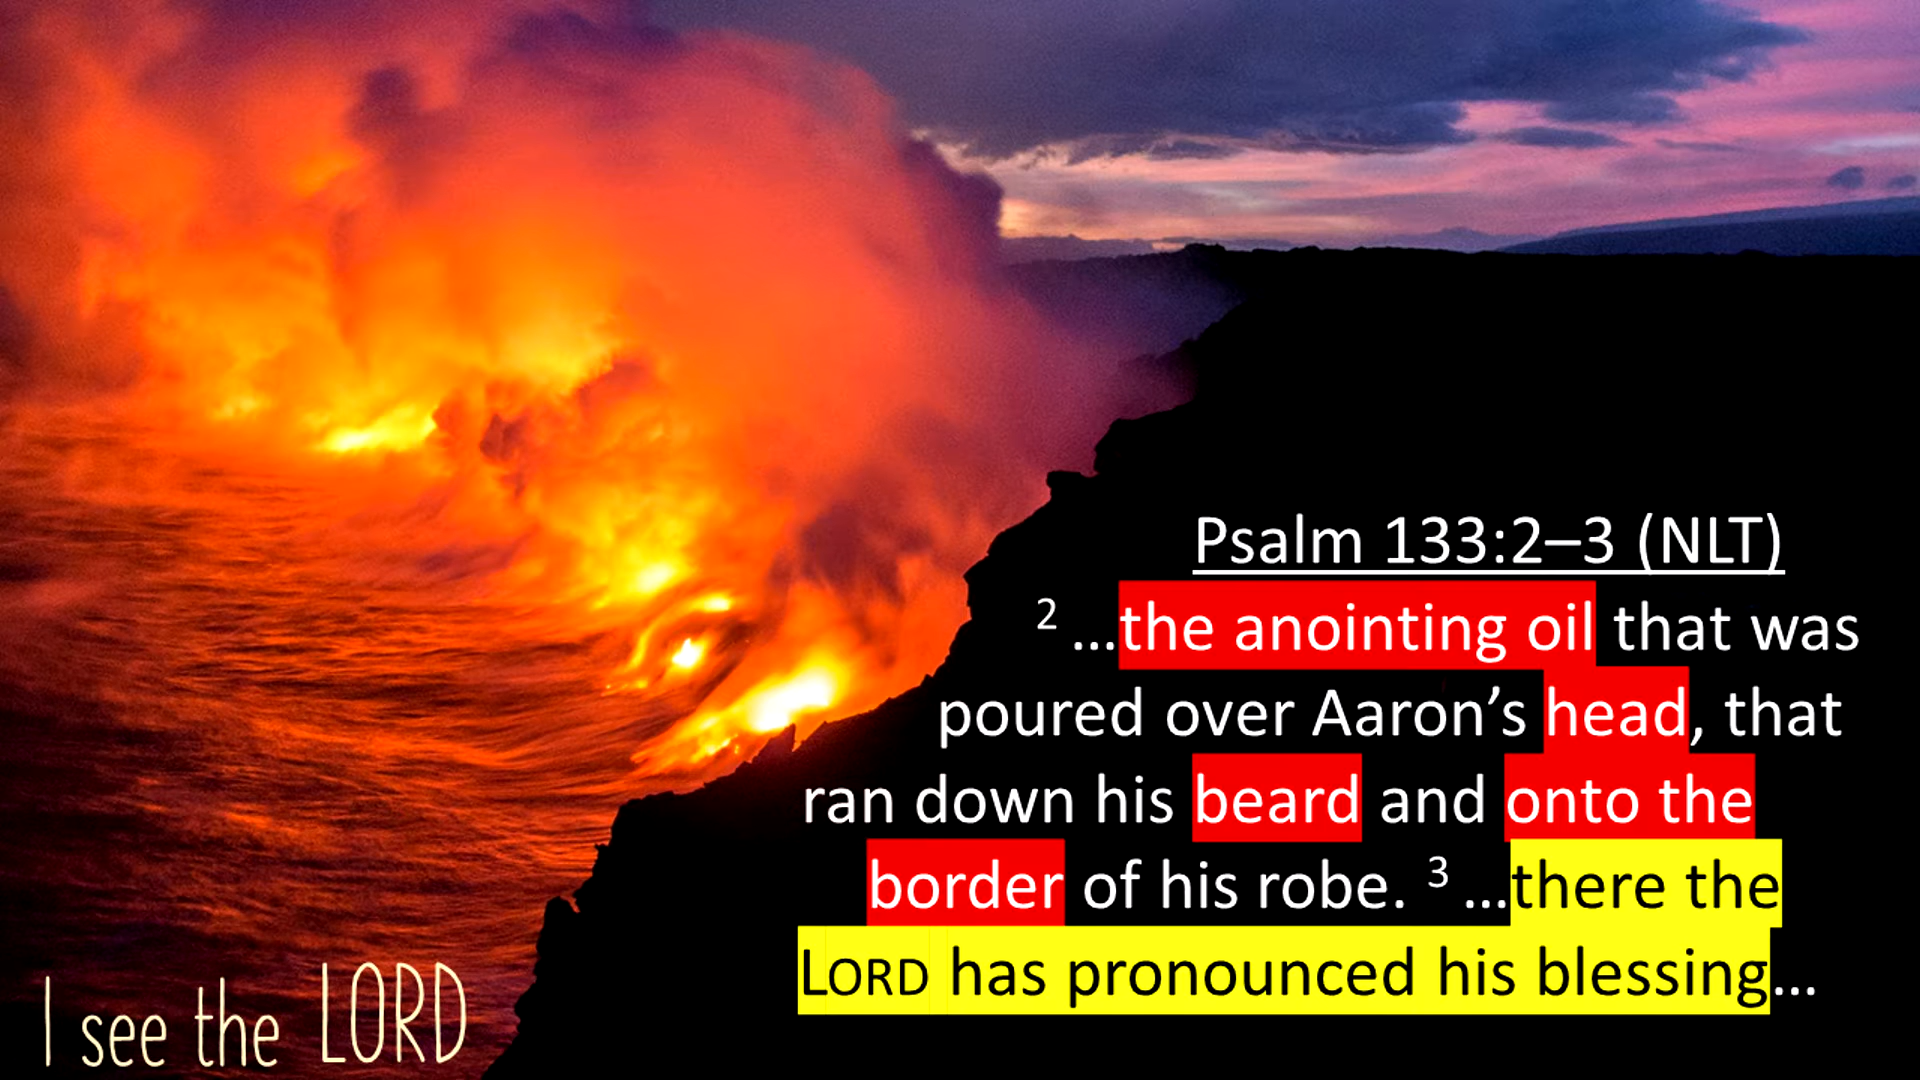 Psalm 133:2–3 (NLT)
2 …the anointing oil that was
poured over Aaron’s head, that
ran down his beard and onto the
border of his robe. 3 …there the
LORD has pronounced his blessing…
I see the LORD